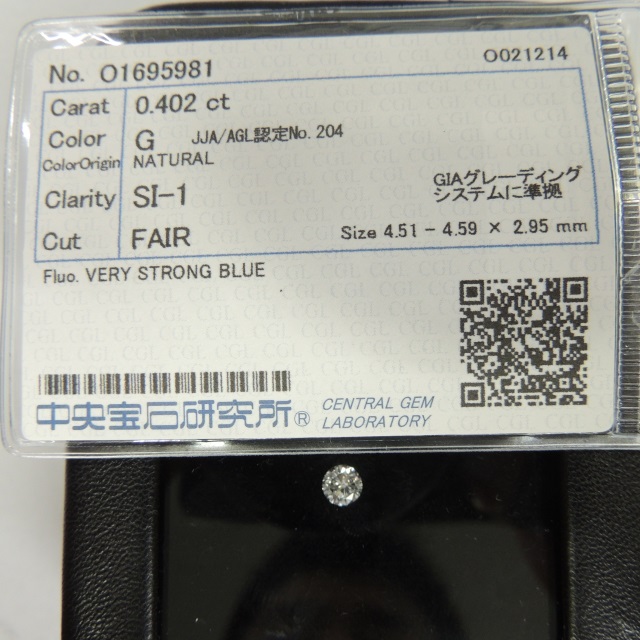 No. O1695981 O021214
Carat 0.402 ct
Color G JJA/AGL認定No. 204
ColorOrigin NATURAL
Clarity SI-1 GIAグレーディング
システムに準拠
Cut FAIR Size 4.51 - 4.59 × 2.95 mm
Fluo. VERY STRONG BLUE
中央宝石研究所® CENTRAL GEM
LABORATORY